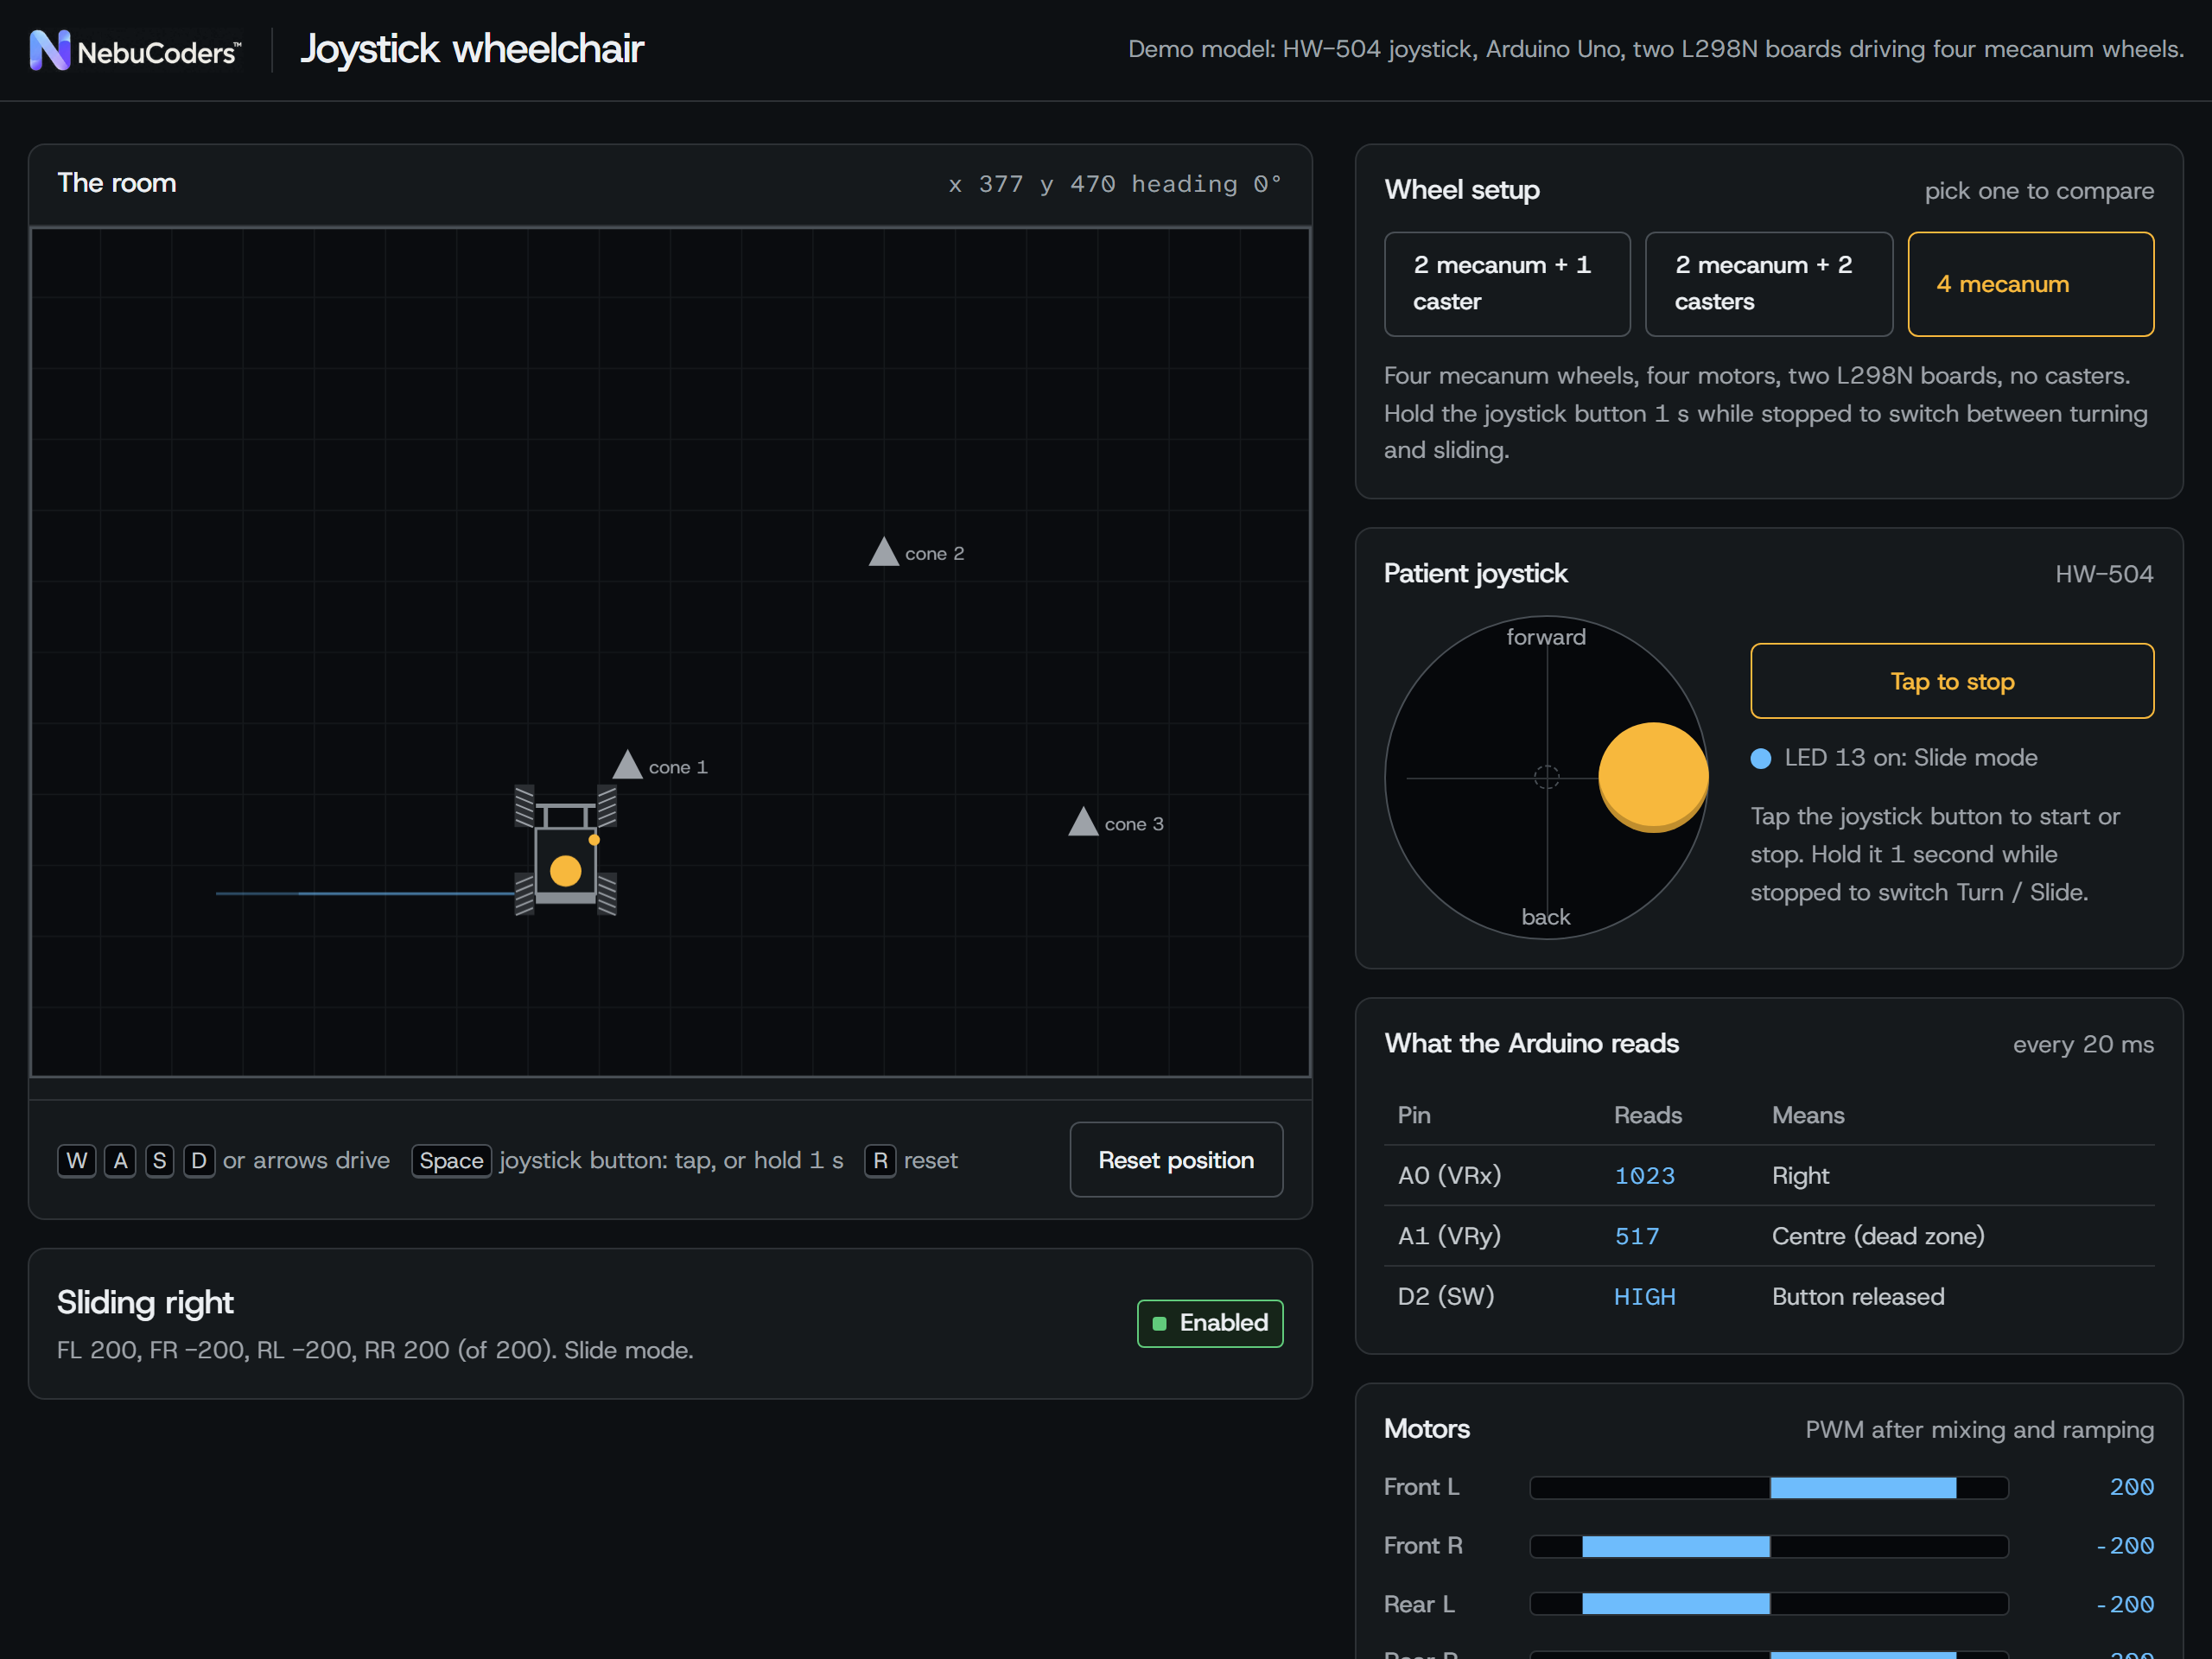 NebuCoders™
Joystick wheelchair
Demo model: HW-504 joystick, Arduino Uno, two L298N boards driving four mecanum wheels.
The room
x 377 y 470 heading 0°
cone 2
cone 1
cone 3
W A S D or arrows drive Space joystick button: tap, or hold 1 s R reset
Reset position
Sliding right
FL 200, FR -200, RL -200, RR 200 (of 200). Slide mode.
Enabled
Wheel setup
pick one to compare
2 mecanum + 1
caster
2 mecanum + 2
casters
4 mecanum
Four mecanum wheels, four motors, two L298N boards, no casters.
Hold the joystick button 1 s while stopped to switch between turning
and sliding.
Patient joystick
HW-504
forward
back
Tap to stop
LED 13 on: Slide mode
Tap the joystick button to start or
stop. Hold it 1 second while
stopped to switch Turn / Slide.
What the Arduino reads
every 20 ms
Pin Reads Means
A0 (VRx) 1023 Right
A1 (VRy) 517 Centre (dead zone)
D2 (SW) HIGH Button released
Motors
PWM after mixing and ramping
Front L 200
Front R -200
Rear L -200